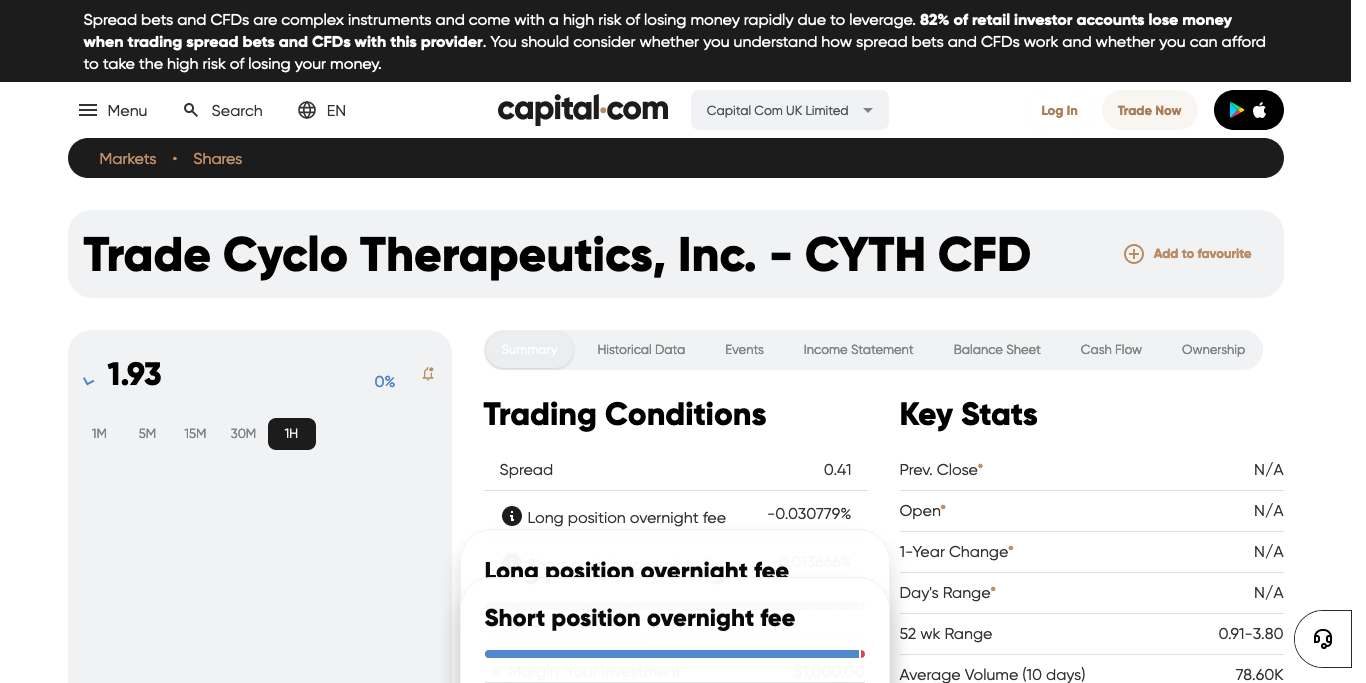 Spread bets and CFDs are complex instruments and come with a high risk of losing money rapidly due to leverage. 82% of retail investor accounts lose money
when trading spread bets and CFDs with this provider. You should consider whether you understand how spread bets and CFDs work and whether you can afford
to take the high risk of losing your money.
Menu Search EN capital.com Capital Com UK Limited Log In Trade Now
Markets • Shares
Trade Cyclo Therapeutics, Inc. - CYTH CFD Add to favourite
Summary Historical Data Events Income Statement Balance Sheet Cash Flow Ownership
1.93 0%
1M 5M 15M 30M 1H
Trading Conditions
Spread 0.41
Long position overnight fee -0.030779%
-0.013666%
Long position overnight fee
Short position overnight fee
Margin. Your investment $1,000.00
Key Stats
Prev. Close* N/A
Open* N/A
1-Year Change* N/A
Day's Range* N/A
52 wk Range 0.91-3.80
Average Volume (10 days) 78.60K